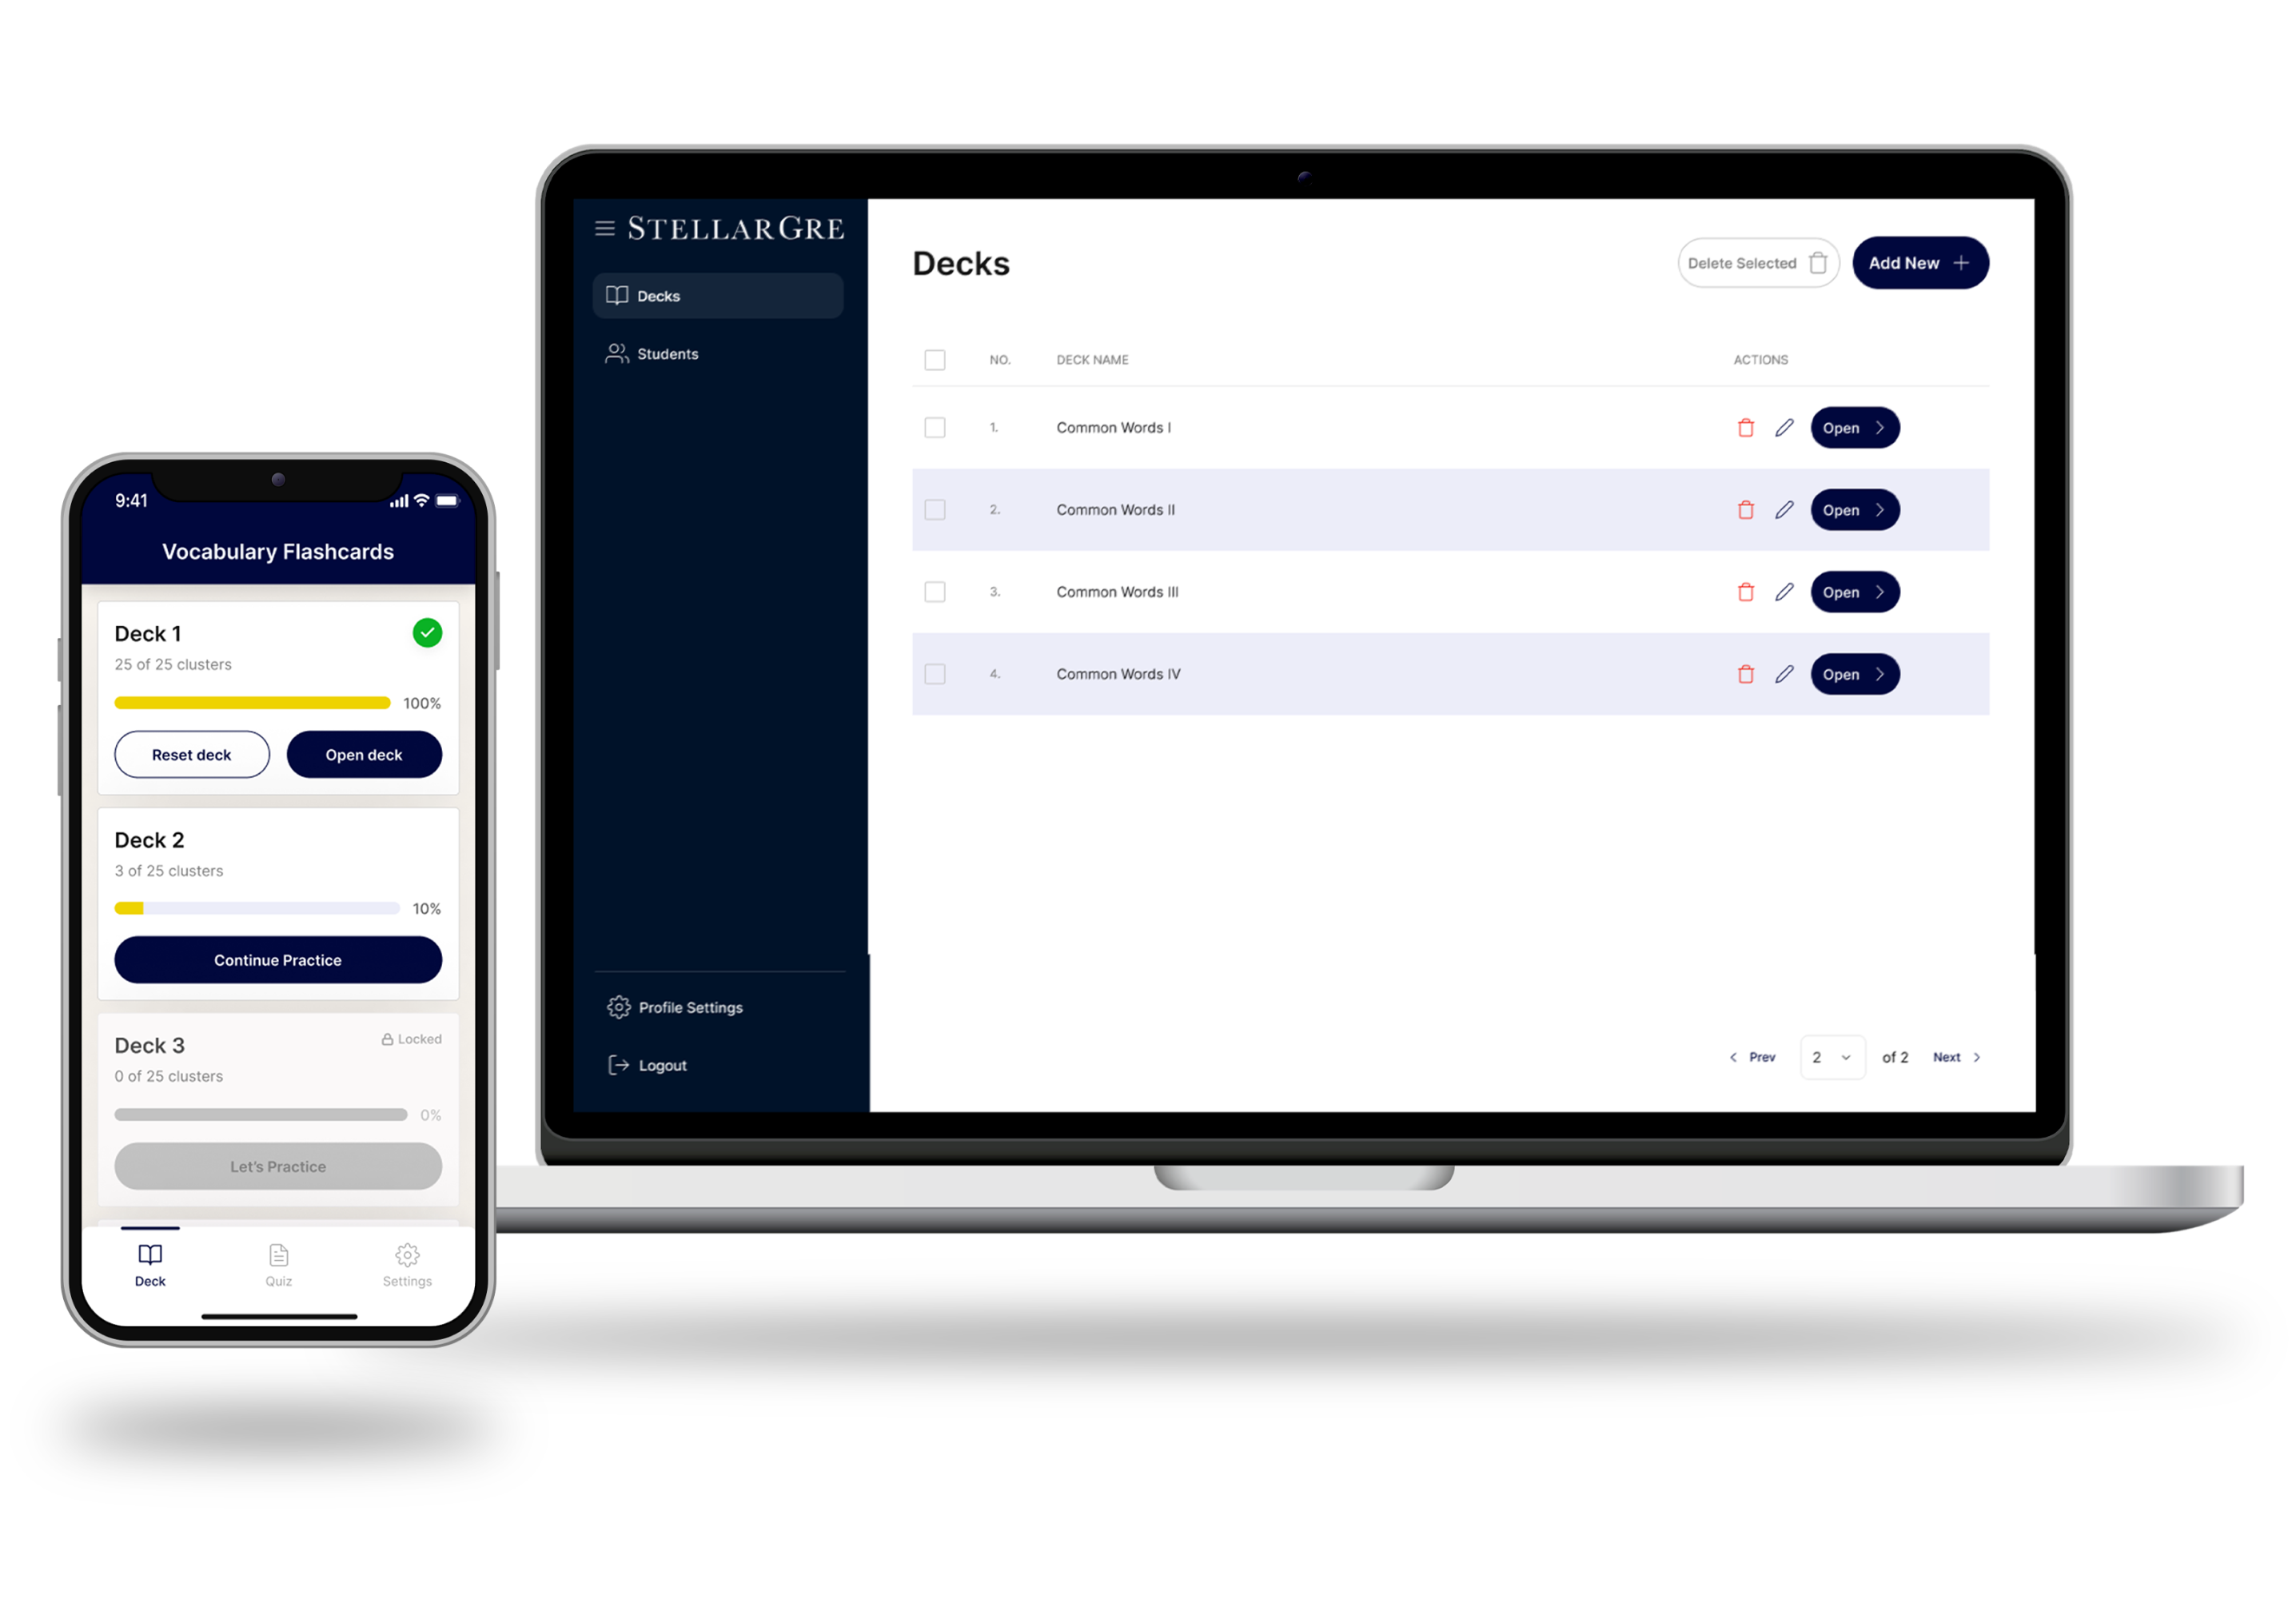 9:41
Vocabulary Flashcards
Deck 1
25 of 25 clusters
100%
Reset deck Open deck
Deck 2
3 of 25 clusters
10%
Continue Practice
Deck 3 Locked
0 of 25 clusters
0%
Let's Practice
Deck Quiz Settings
STELLARGRE
Decks
Students
Profile Settings
Logout
Decks
Delete Selected Add New
NO. DECK NAME ACTIONS
1. Common Words I Open
2. Common Words II Open
3. Common Words III Open
4. Common Words IV Open
Prev 2 of 2 Next